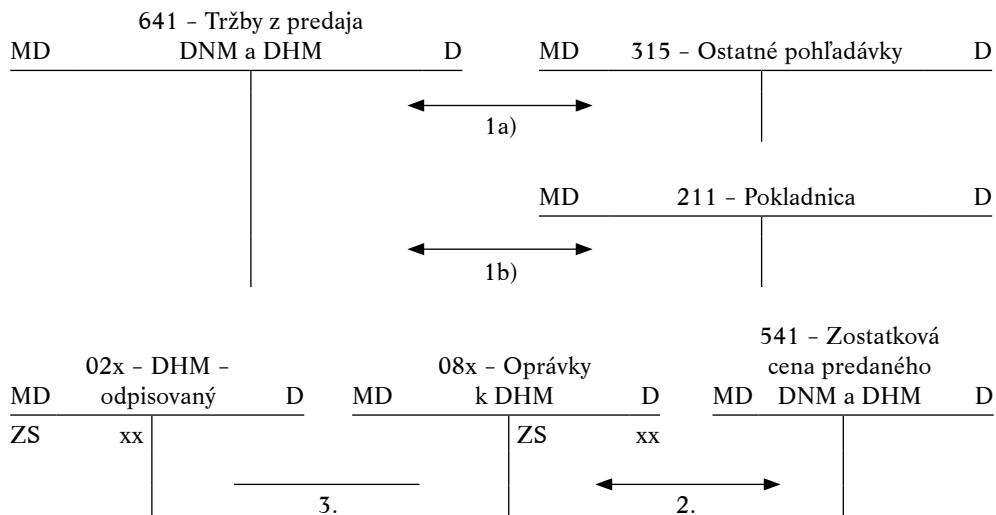 641 – Tržby z predaja
MD DNM a DHM D
MD 315 – Ostatné pohľadávky D
1a)
MD 211 – Pokladnica D
1b)
541 – Zostatková
02x – DHM – 08x – Oprávky cena predaného
MD odpisovaný D MD k DHM D MD DNM a DHM D
ZS xx ZS xx
3. 2.